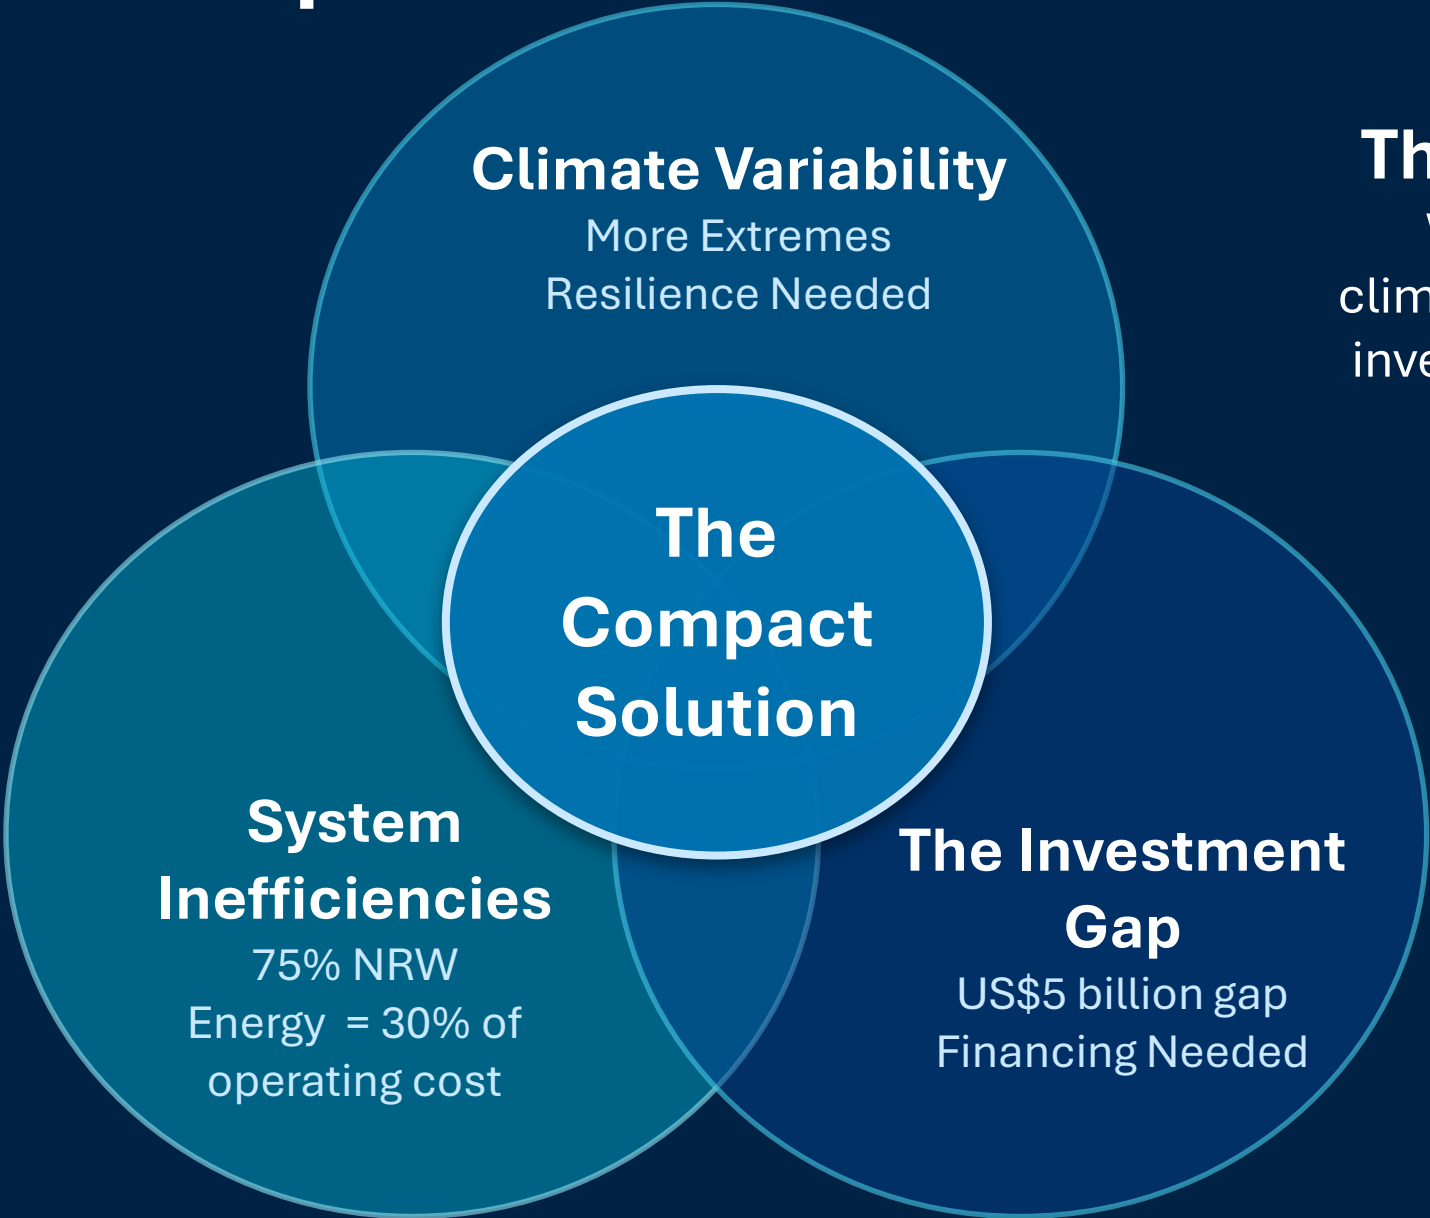 Climate Variability
More Extremes
Resilience Needed
The
Compact
Solution
System
Inefficiencies
75% NRW
Energy = 30% of
operating cost
The Investment
Gap
US$5 billion gap
Financing Needed